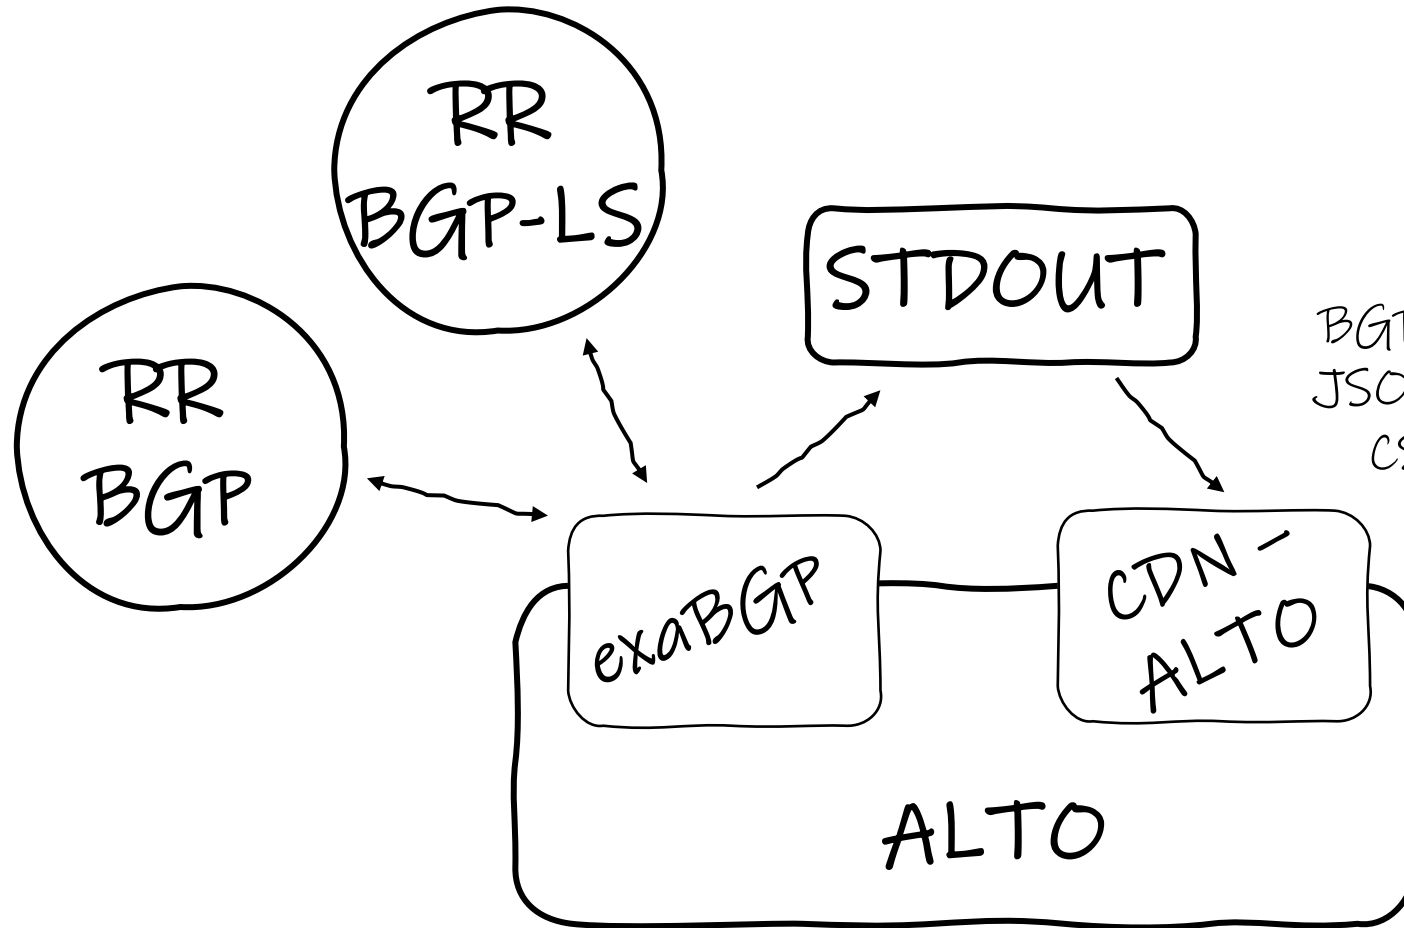 RR
BGP-LS
RR
BGP
STDOUT
exaBGP
CDN-
ALTO
ALTO